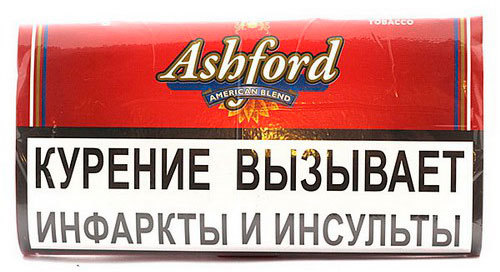 TOBACCO
Ashford
AMERICAN BLEND
КУРЕНИЕ ВЫЗЫВАЕТ
ИНФАРКТЫ И ИНСУЛЬТЫ